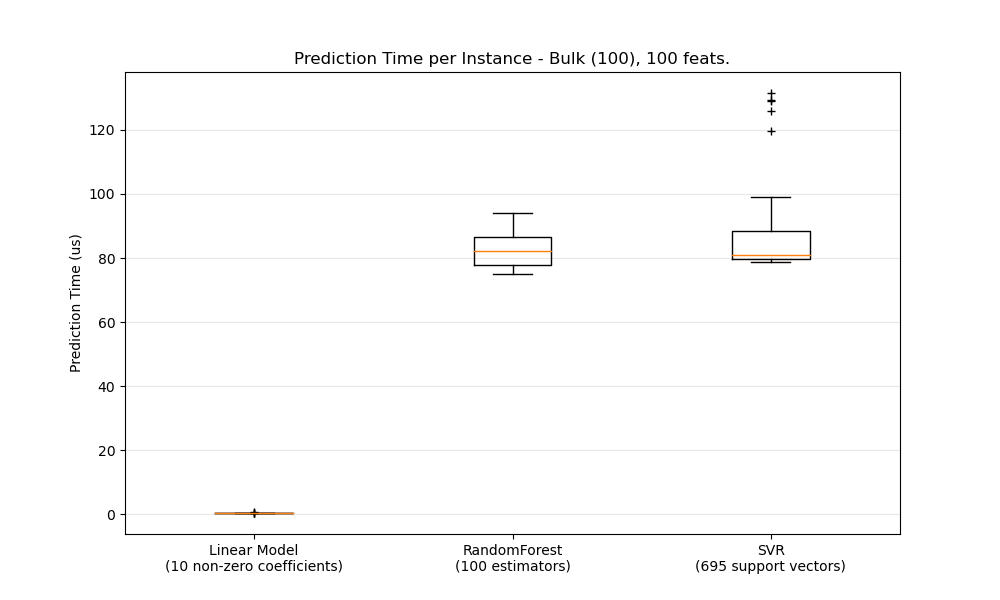 Prediction Time per Instance - Bulk (100), 100 feats.
Prediction Time (us)
120
100
80
60
40
20
0
Linear Model
(10 non-zero coefficients)
RandomForest
(100 estimators)
SVR
(695 support vectors)